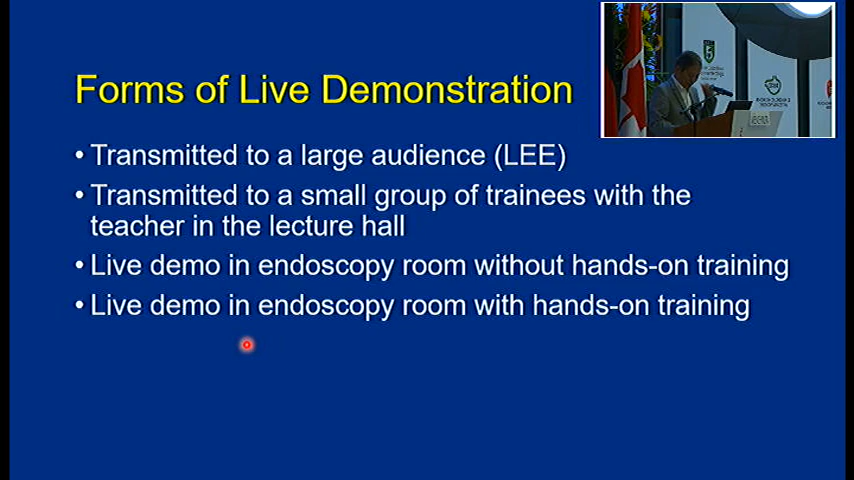 Forms of Live Demonstration
• Transmitted to a large audience (LEE)
• Transmitted to a small group of trainees with the
teacher in the lecture hall
• Live demo in endoscopy room without hands-on training
• Live demo in endoscopy room with hands-on training